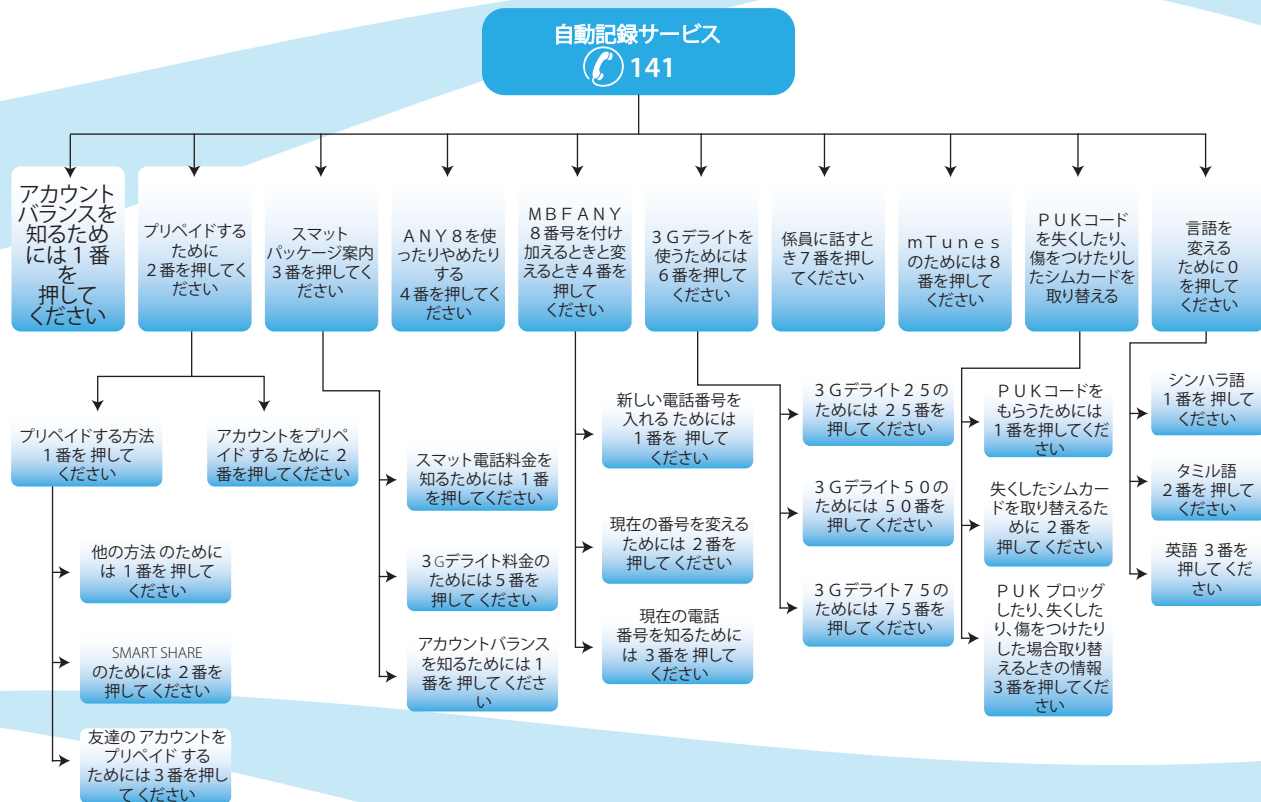 自動記録サービス
141
アカウント
バランスを
知るため
には１番
を
押して
ください
プリペイドする
ために
２番を押してく
ださい
スマット
パッケージ案内
３番を押してく
ださい
ＡＮＹ８を使
ったりやめたり
する
４番を押してく
ださい
ＭＢＦＡＮＹ
８番号を付け
加えるときと変
えるとき４番を
押して
ください
３Ｇデライトを
使うためには
６番を押して
ください
係員に話すと
き７番を押し
てください
ｍＴｕｎｅｓ
のためには８
番を押して
ください
ＰＵＫコード
を失くしたり、
傷をつけたりし
たシムカードを
取り替える
言語を
変える
ために０
を押して
ください
プリペイドする方法
１番を 押して
ください
アカウントをプリペ
イド する ために ２
番を押してください
他の方法 のために
は １番を 押して
ください
SMART SHARE
のためには ２番を
押して ください
友達の アカウントを
プリペイド する
ためには３番を押し
て ください
スマット電話料金を
知るためには １番
を押してください
３Gデライト料金の
ためには５番を
押して ください
アカウントバランス
を知るためには１
番を 押して くださ
い
新しい電話番号を
入れる ためには
１番を 押して
ください
現在の番号を変える
ためには ２番を
押して ください
現在の電話
番号を知るために
は ３番を 押して
ください
３Ｇデライト２５の
ためには ２５番を
押して ください
３Ｇデライト５０の
ためには ５０番を
押して ください
３Ｇデライト７５の
ためには ７５番を
押して ください
ＰＵＫコードを
もらうためには
１番を押してくだ
さい
失くしたシムカー
ドを取り替えるた
めに ２番を
押して ください
ＰＵＫ ブロッグ
したり、失くした
り、傷をつけたり
した場合取り替
えるときの情報
３番を押してくだ
さい
シンハラ語
１番を 押して
ください
タミル語
２番を 押して
ください
英語 ３番を
押して くだ
さい